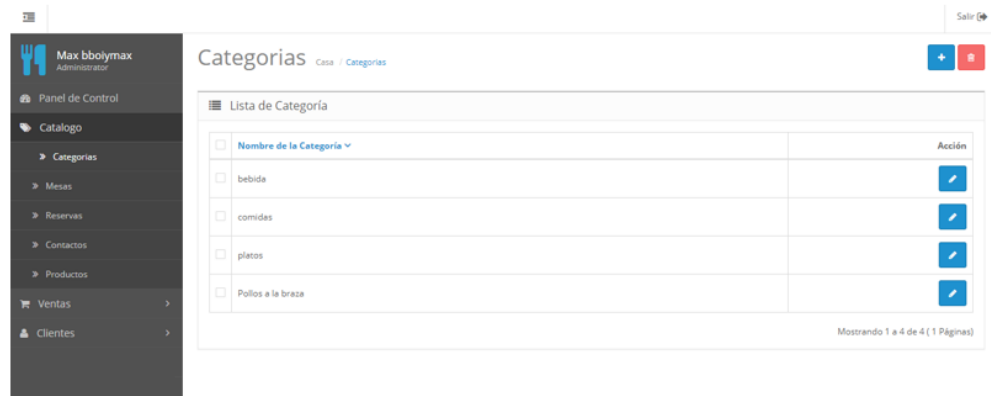 Salir
Max bboiymax
Administrator
Categorias Casa / Categorias
Panel de Control
Lista de Categoría
Catalogo
Nombre de la Categoría Acción
Categorias
bebida
Mesas
comidas
Reservas
Contactos
platos
Productos
Pollos a la braza
Ventas
Clientes
Mostrando 1 a 4 de 4 ( 1 Páginas)